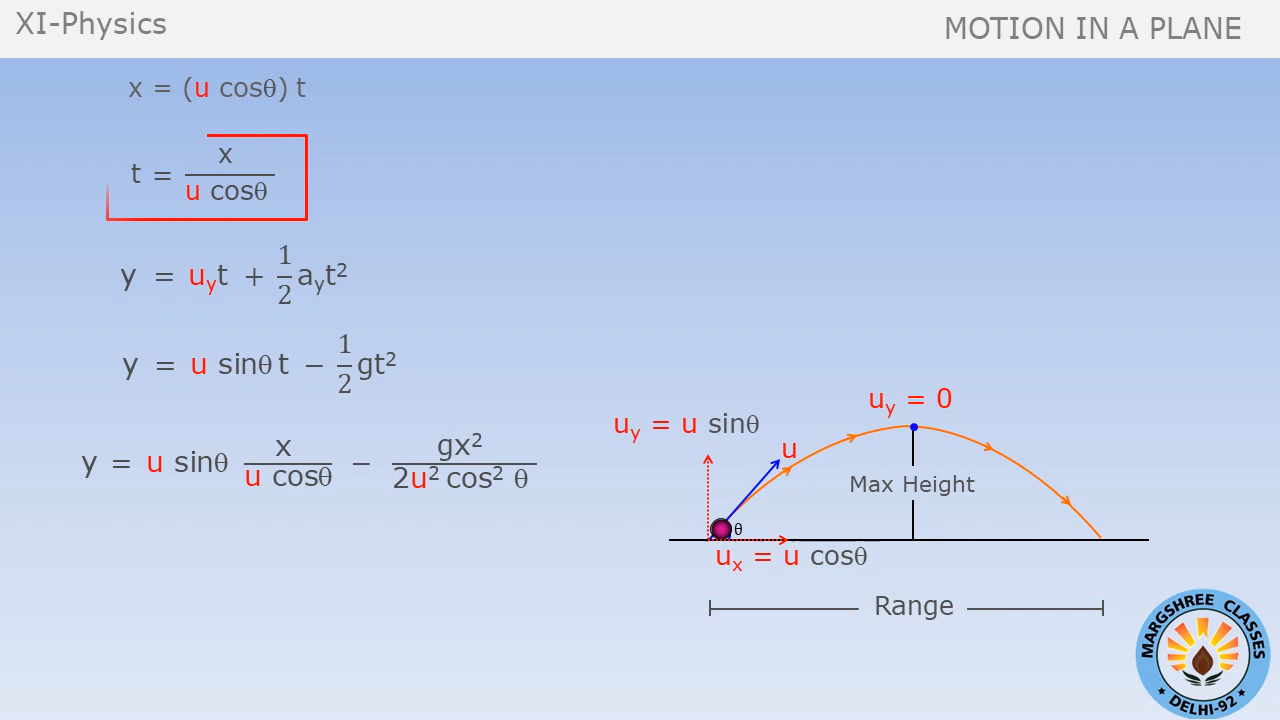 XI-Physics
MOTION IN A PLANE
x = (u cosθ) t
t = x / u cosθ
y = u_y t + 1/2 a_y t²
y = u sinθ t − 1/2 gt²
y = u sinθ x / u cosθ − gx² / 2u² cos² θ
u_y = 0
u_y = u sinθ
u
Max Height
θ
u_x = u cosθ
Range
MARGSHREE CLASSES
DELHI-92